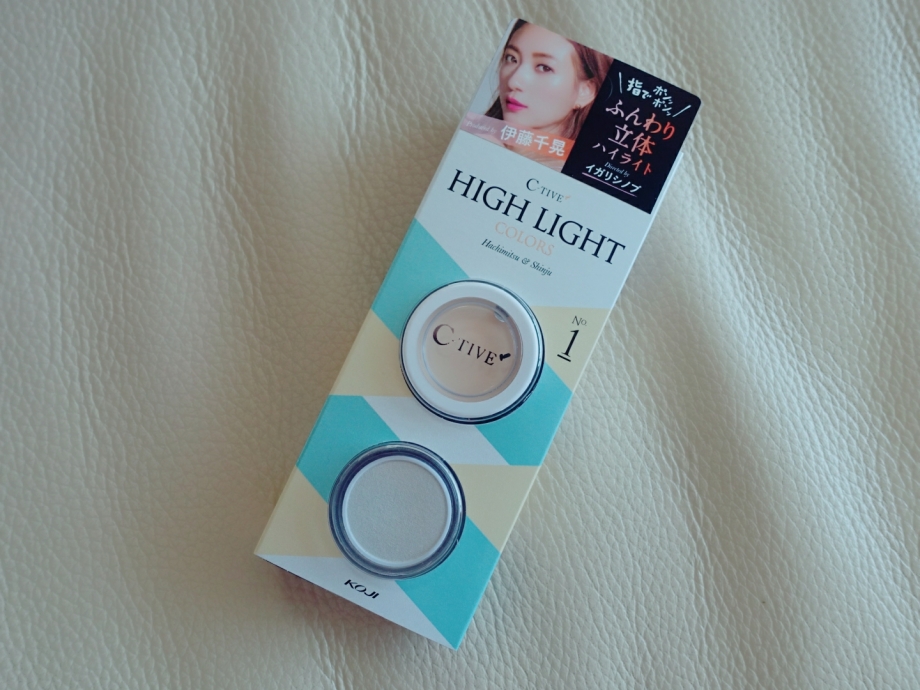 伊藤千晃
指で
ポンッ
ポンッ
ふんわり
立体
ハイライト
Directed by
イガリシノブ
C・TIVE
HIGH LIGHT
COLORS
Hachimitsu & Shinju
No.
1
C・TIVE
KOJI